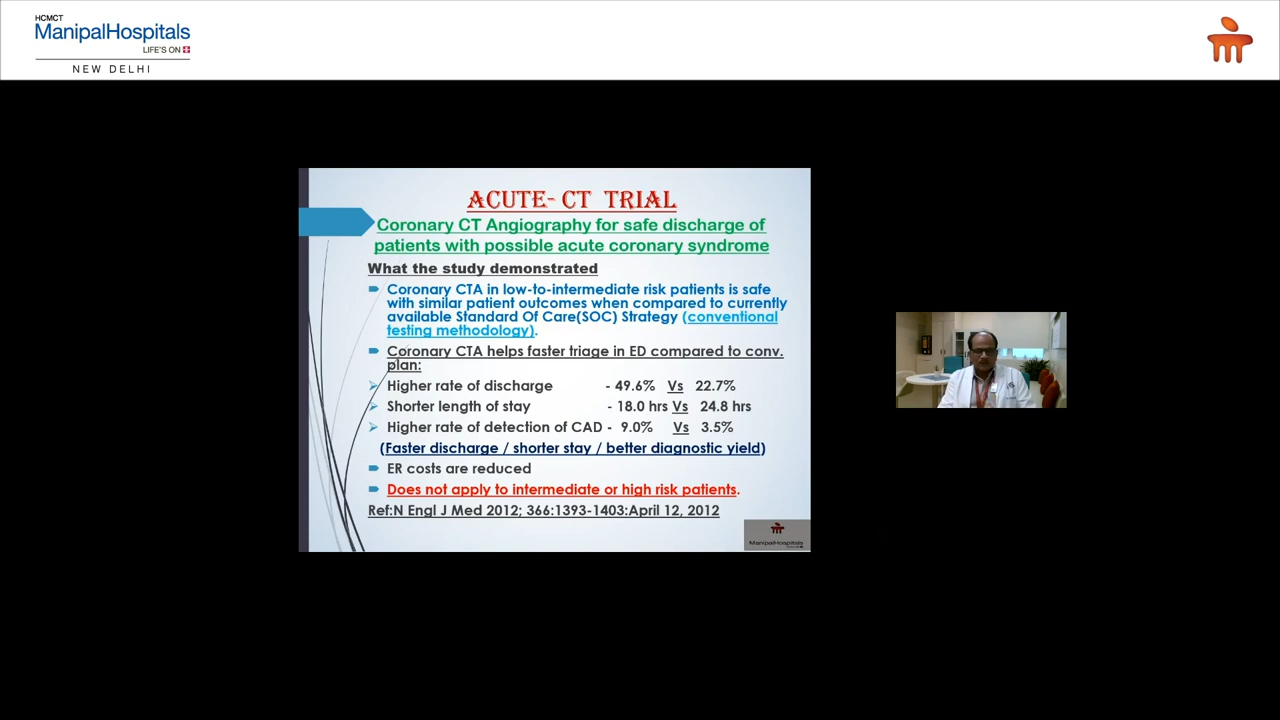 HCMCT
ManipalHospitals
LIFE'S ON
NEW DELHI
ACUTE- CT TRIAL
Coronary CT Angiography for safe discharge of
patients with possible acute coronary syndrome
What the study demonstrated
Coronary CTA in low-to-intermediate risk patients is safe
with similar patient outcomes when compared to currently
available Standard Of Care(SOC) Strategy (conventional
testing methodology).
Coronary CTA helps faster triage in ED compared to conv.
plan:
Higher rate of discharge - 49.6% Vs 22.7%
Shorter length of stay - 18.0 hrs Vs 24.8 hrs
Higher rate of detection of CAD - 9.0% Vs 3.5%
(Faster discharge / shorter stay / better diagnostic yield)
ER costs are reduced
Does not apply to intermediate or high risk patients.
Ref:N Engl J Med 2012; 366:1393-1403:April 12, 2012
ManipalHospitals